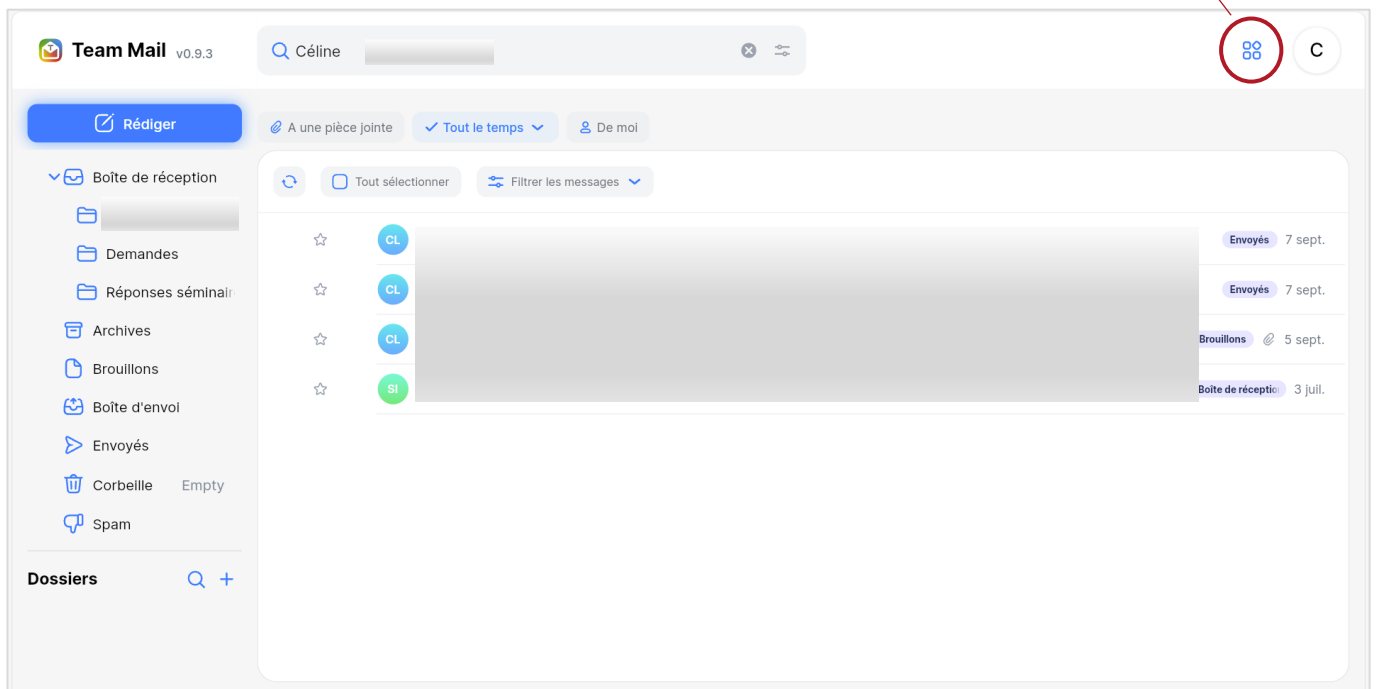 Team Mail v0.9.3
Céline
C
Rédiger
A une pièce jointe
Tout le temps
De moi
Boîte de réception
Tout sélectionner
Filtrer les messages
Demandes
Réponses séminair
Archives
Brouillons
Boîte d'envoi
Envoyés
Corbeille Empty
Spam
Dossiers
CL Envoyés 7 sept.
CL Envoyés 7 sept.
CL Brouillons 5 sept.
SI Boîte de réceptio 3 juil.